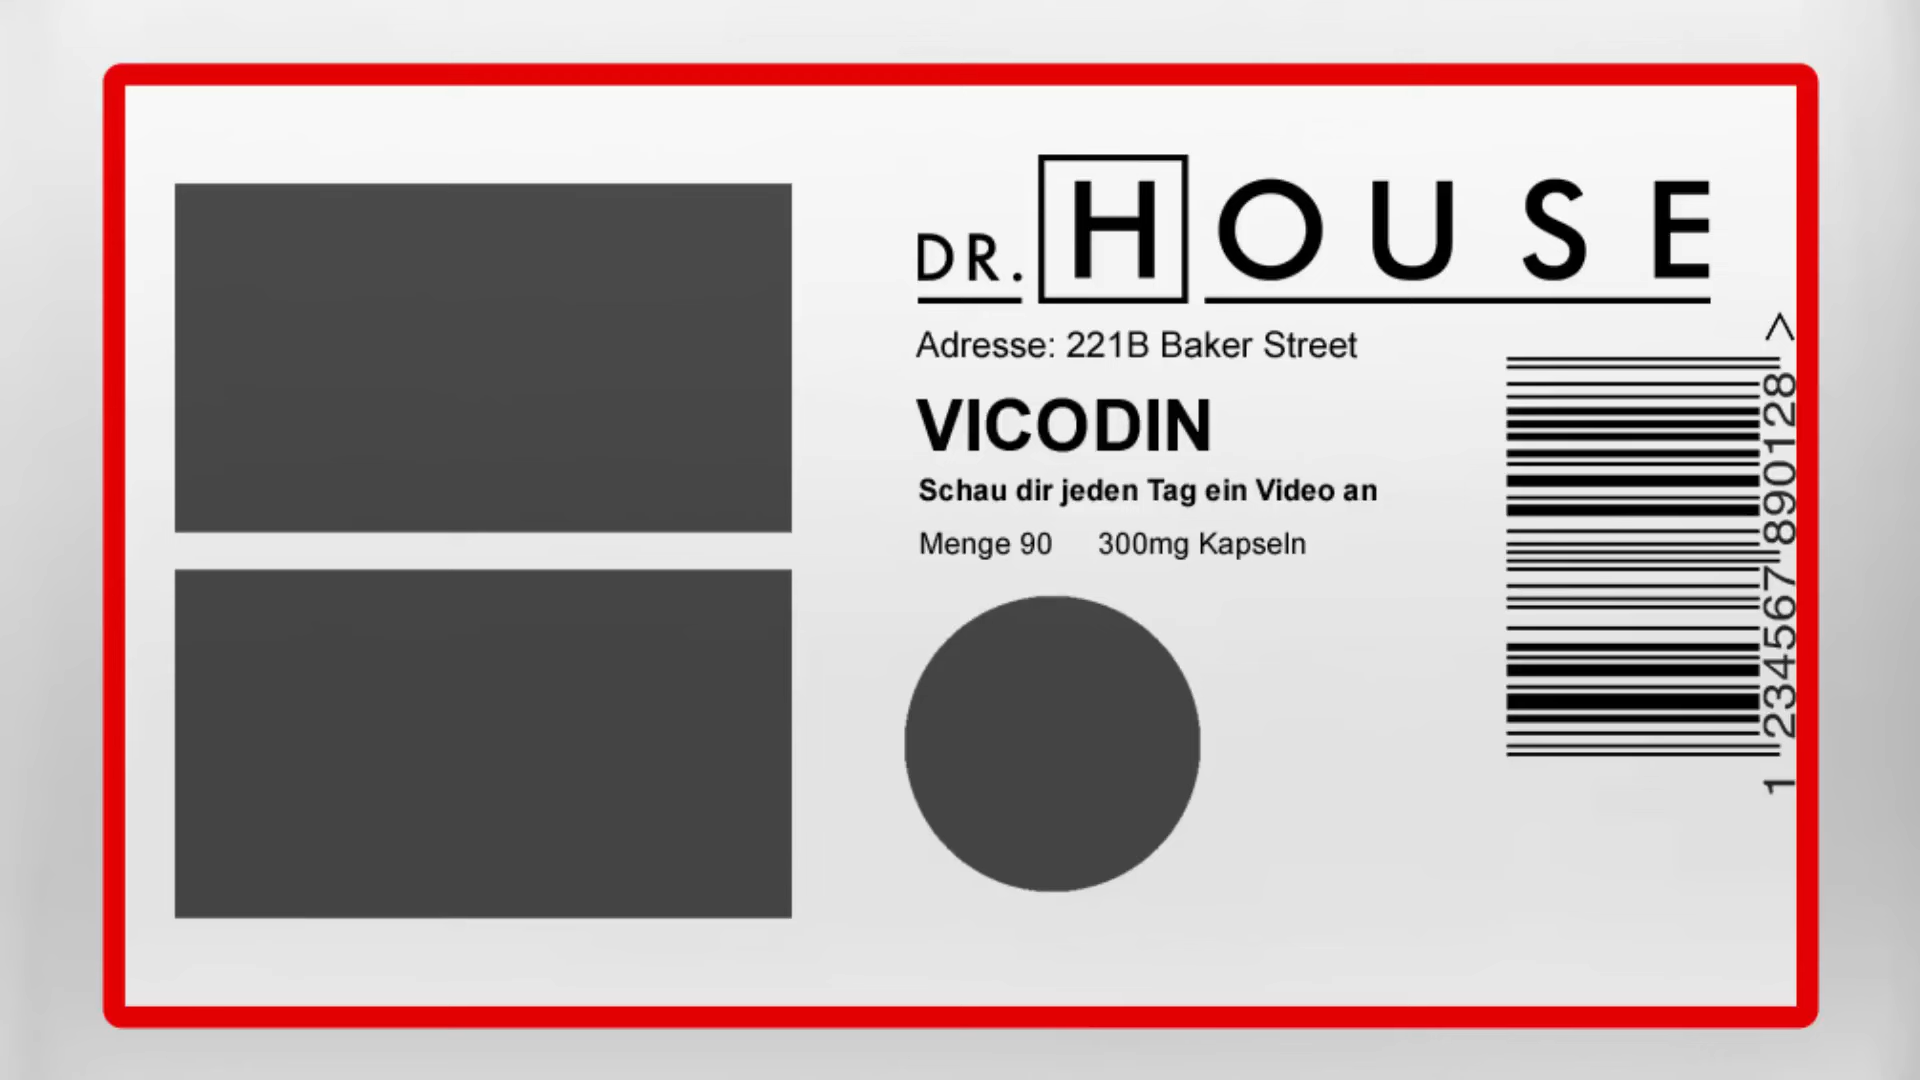 DR. HOUSE
Adresse: 221B Baker Street
VICODIN
Schau dir jeden Tag ein Video an
Menge 90 300mg Kapseln
1 234567 890128 >